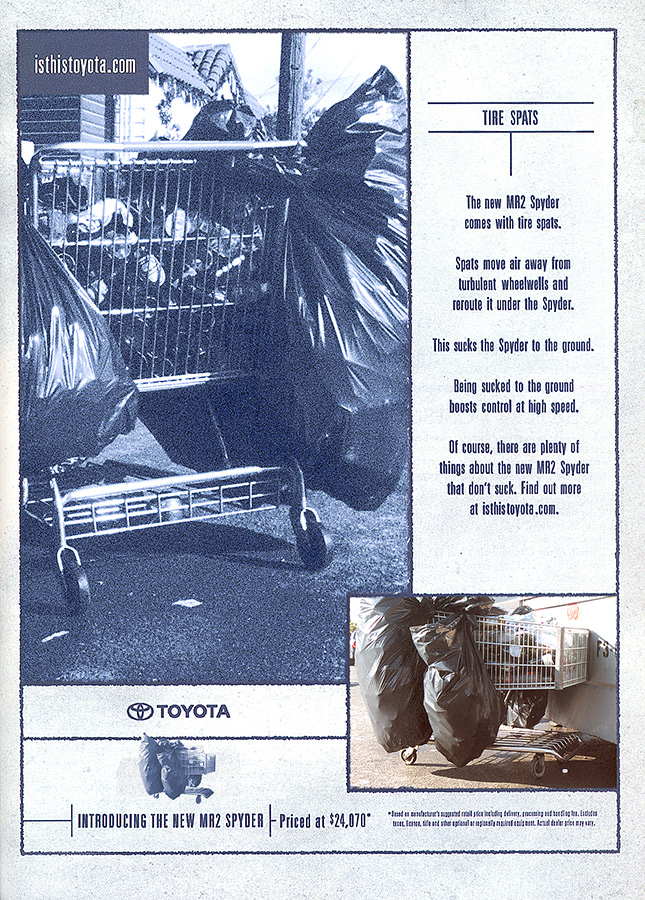 isthistoyota.com
TIRE SPATS
The new MR2 Spyder
comes with tire spats.
Spats move air away from
turbulent wheelwells and
reroute it under the Spyder.
This sucks the Spyder to the ground.
Being sucked to the ground
boosts control at high speed.
Of course, there are plenty of
things about the new MR2 Spyder
that don't suck. Find out more
at isthistoyota.com.
TOYOTA
INTRODUCING THE NEW MR2 SPYDER
Priced at $24,070*
*Based on manufacturer's suggested retail price including delivery, processing and handling fee. Excludes
taxes, license, title and other optional or regionally required equipment. Actual dealer price may vary.